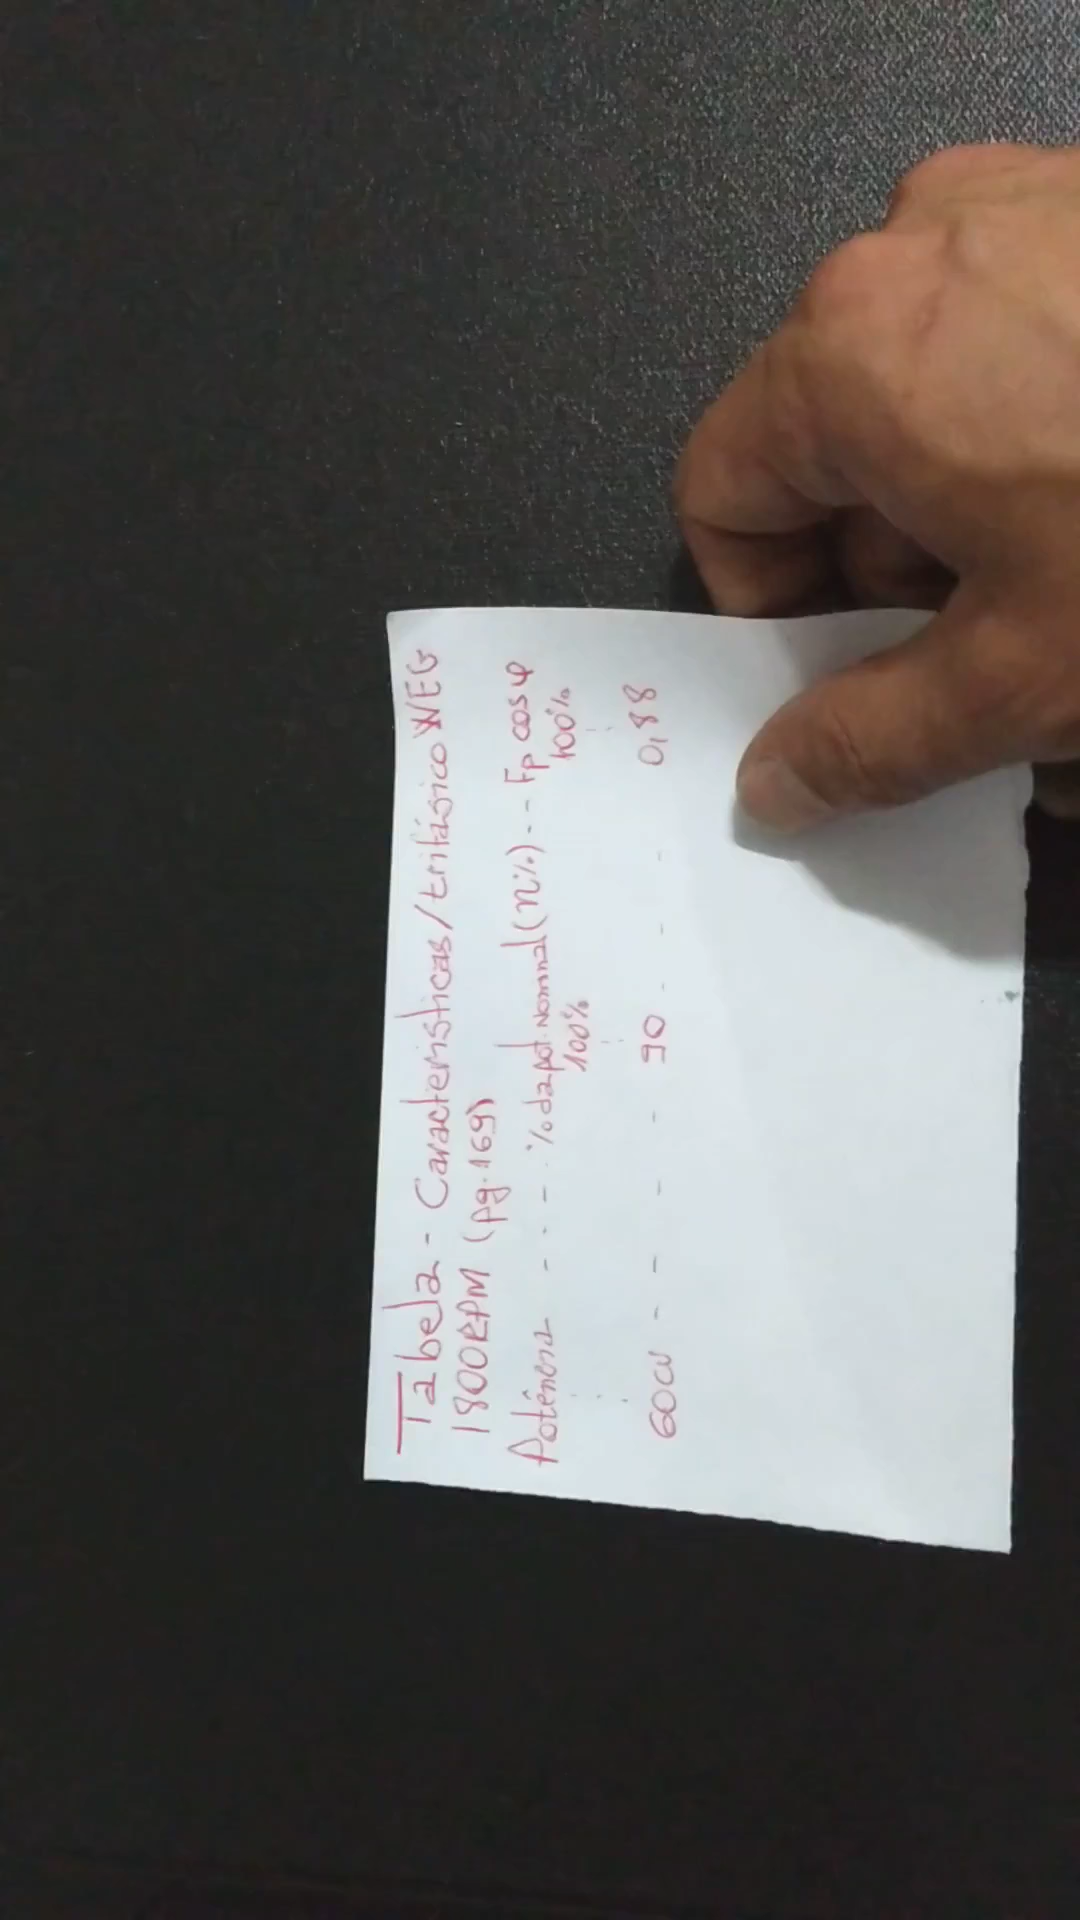 Tabela - Características/trifásico WEG
1800RPM (pg.169)
Potência - - - - % da pot. Nominal (n%) - - Fp cos φ
100% 100%
60cv - - - - 90 - - - 0,88